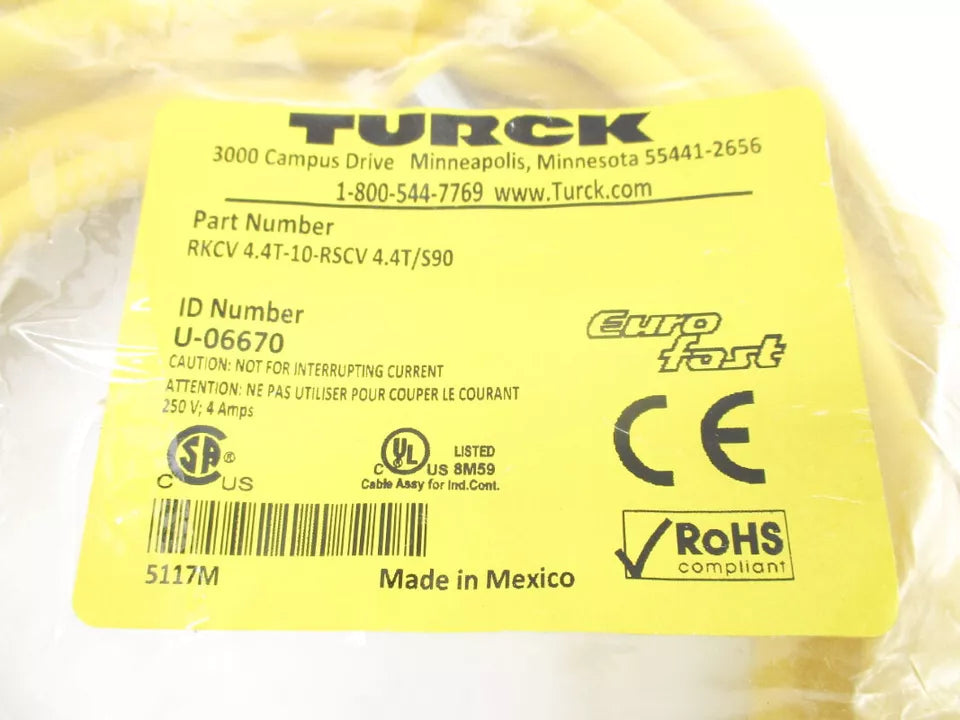 TURCK
3000 Campus Drive Minneapolis, Minnesota 55441-2656
1-800-544-7769 www.Turck.com
Part Number
RKCV 4.4T-10-RSCV 4.4T/S90
ID Number
U-06670
CAUTION: NOT FOR INTERRUPTING CURRENT
ATTENTION: NE PAS UTILISER POUR COUPER LE COURANT
250 V; 4 Amps
Euro
fast
CE
SA ®
C US
UL
C US
LISTED
8M59
Cable Assy for Ind.Cont.
5117M
Made in Mexico
RoHS
compliant